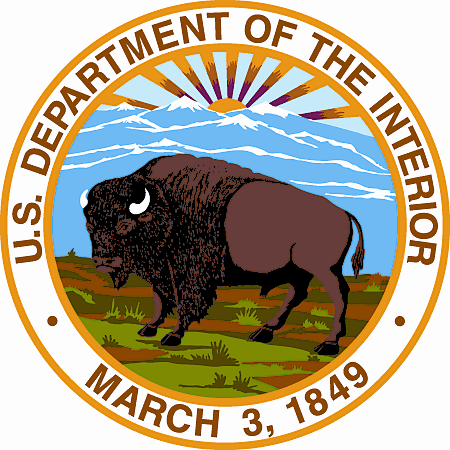 U.S. DEPARTMENT OF THE INTERIOR
MARCH 3, 1849